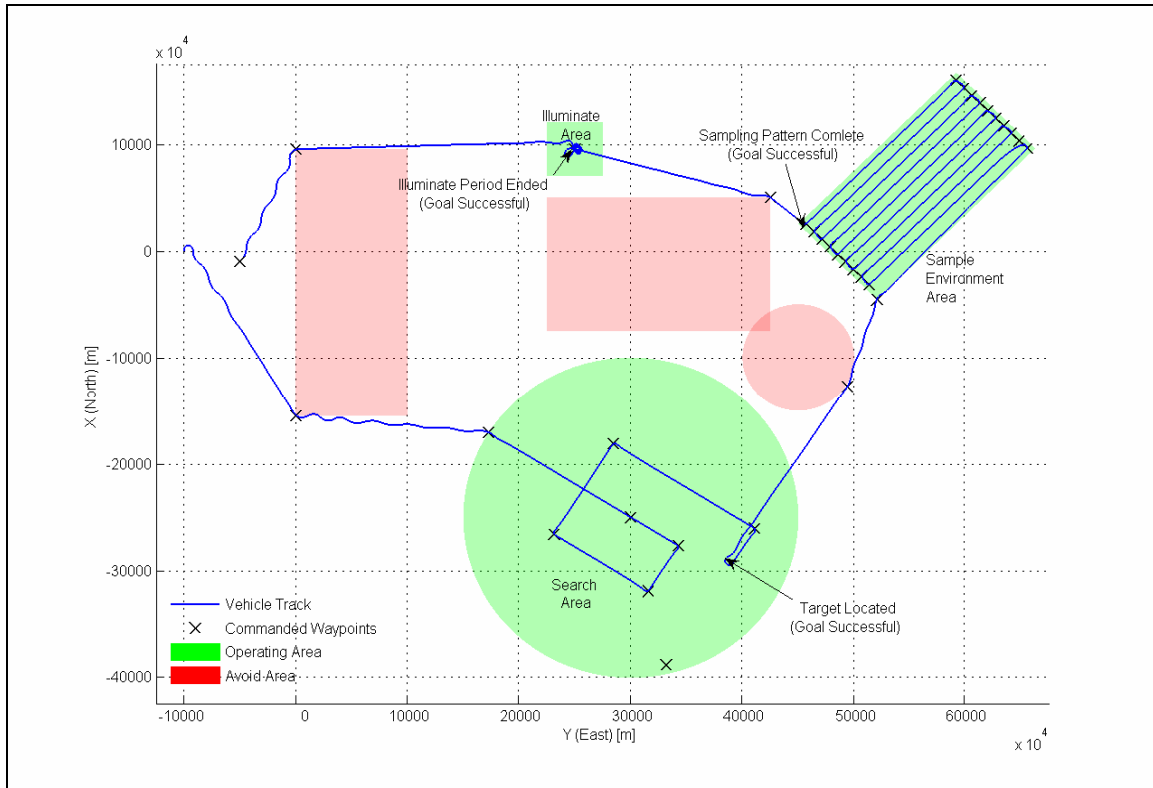 x 10⁴
10000
0
-10000
-20000
-30000
-40000
X (North) [m]
Illuminate
Area
Sampling Pattern Comlete
(Goal Successful)
Illuminate Period Ended
(Goal Successful)
Sample
Environment
Area
Search
Area
Target Located
(Goal Successful)
Vehicle Track
Commanded Waypoints
Operating Area
Avoid Area
-10000 0 10000 20000 30000 40000 50000 60000
Y (East) [m]
x 10⁴